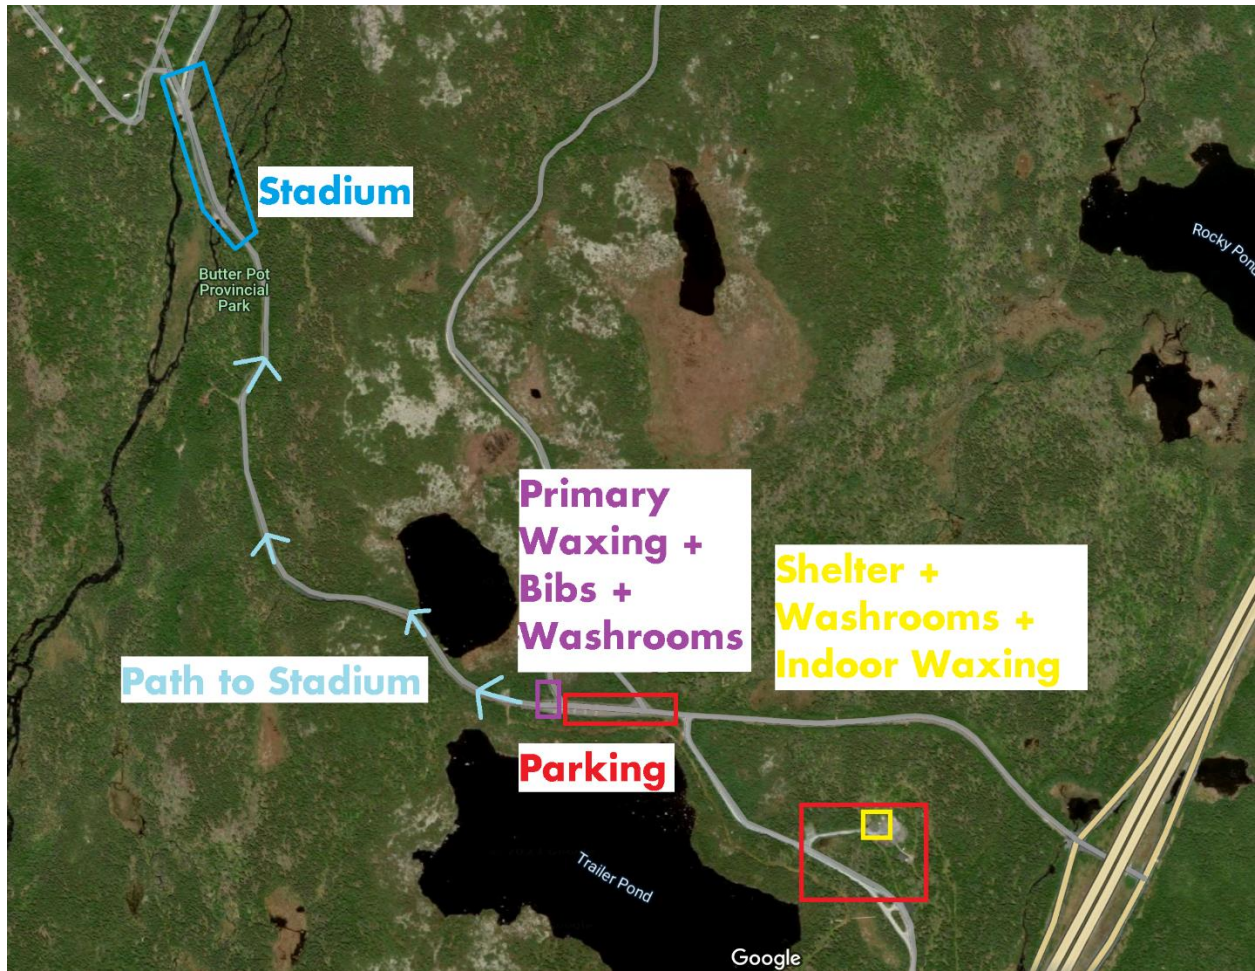 Stadium
Butter Pot
Provincial
Park
Rocky Pond
Primary
Waxing +
Bibs +
Washrooms
Shelter +
Washrooms +
Indoor Waxing
Path to Stadium
Parking
Trailer Pond
Google